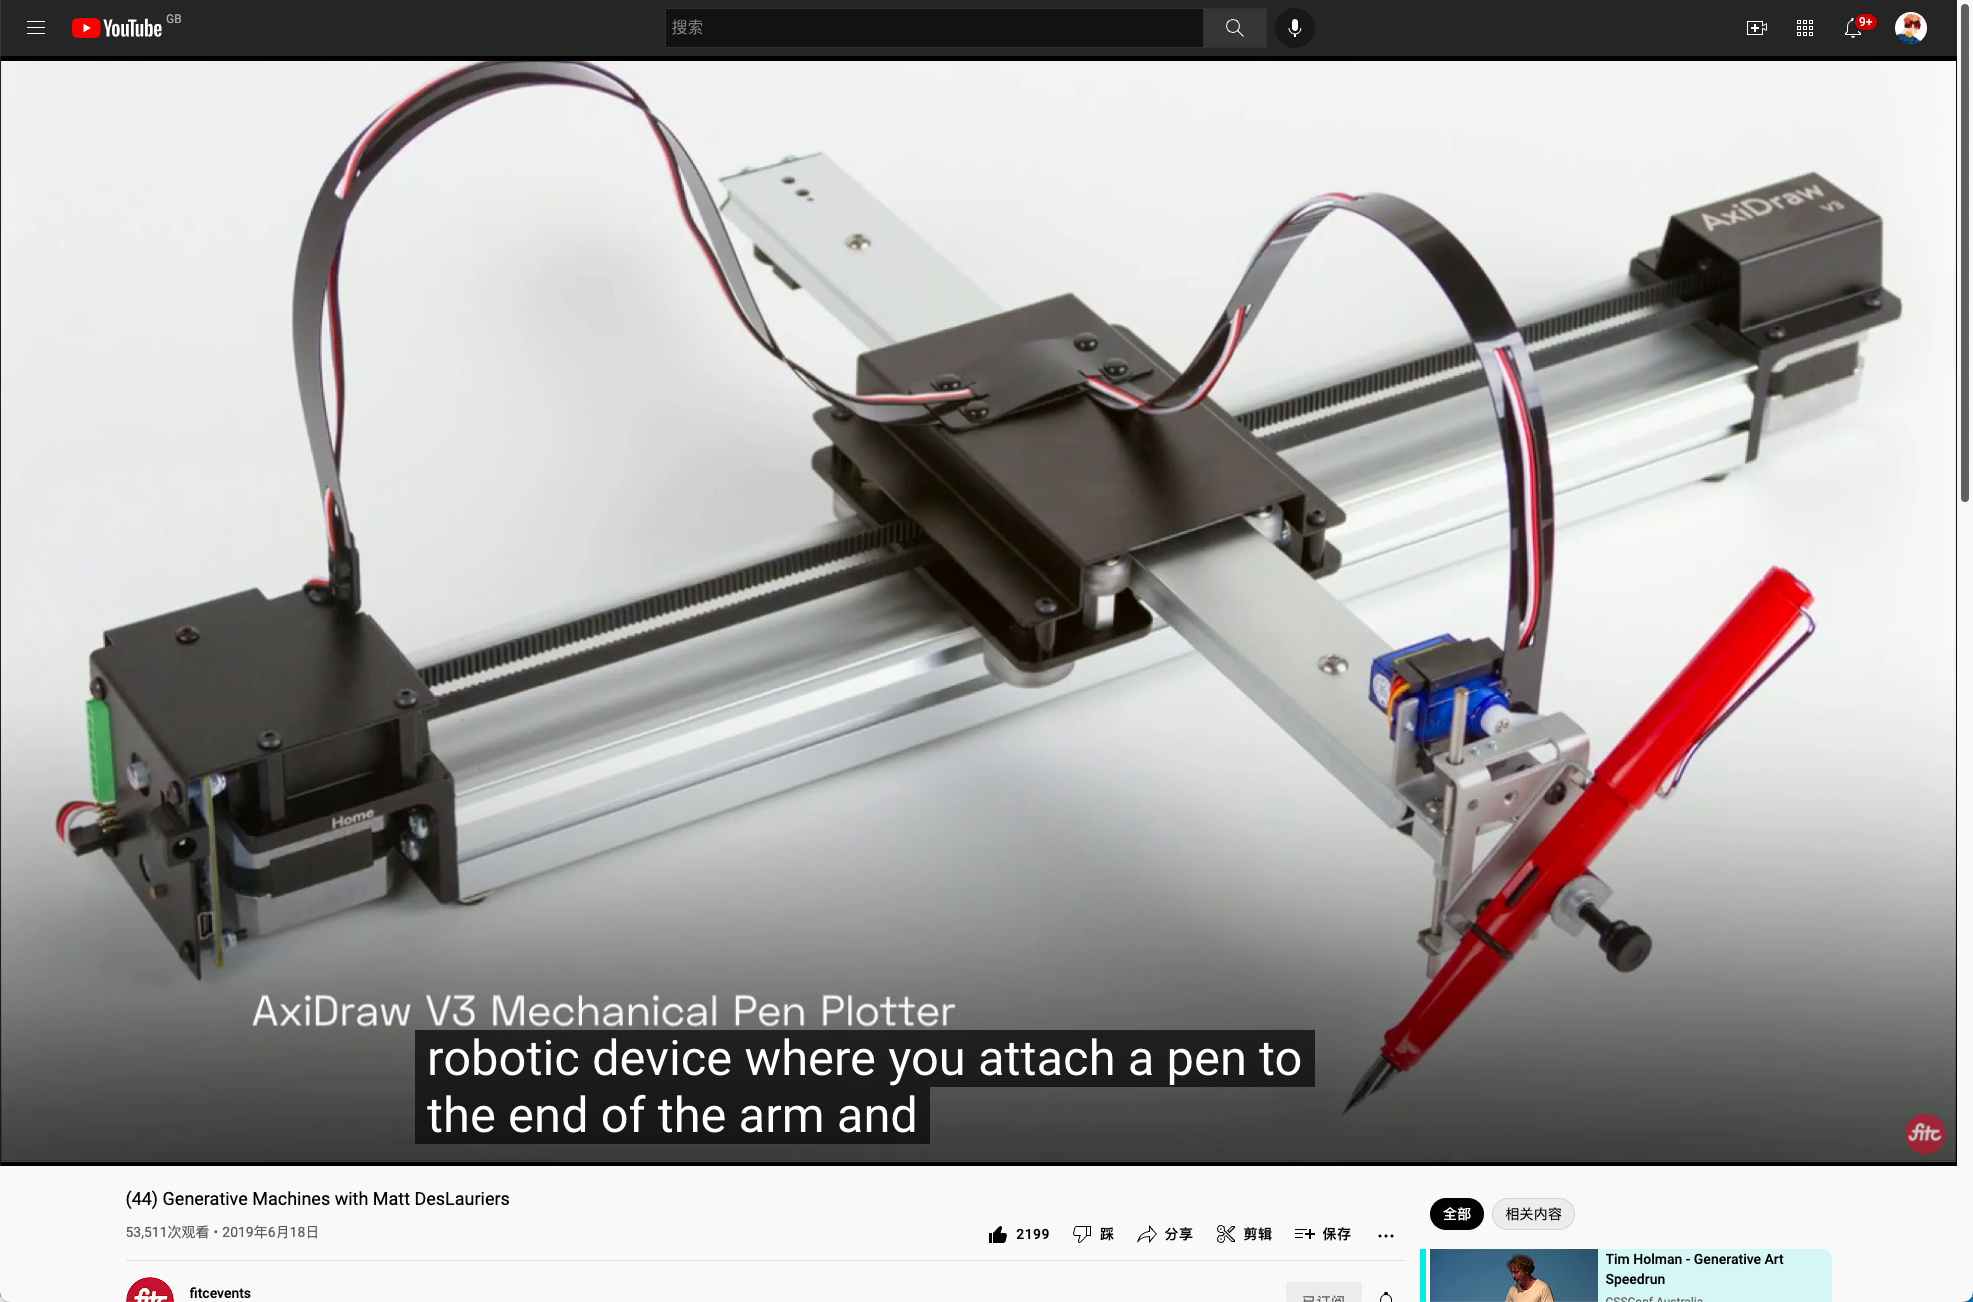 YouTube GB
搜索
9+
AxiDraw
V3
Home
AxiDraw V3 Mechanical Pen Plotter
robotic device where you attach a pen to
the end of the arm and
fitc
(44) Generative Machines with Matt DesLauriers
53,511次观看 • 2019年6月18日
2199
踩
分享
剪辑
保存
全部
相关内容
Tim Holman - Generative Art
Speedrun
CSSConf Australia
fitc
fitcevents
已订阅